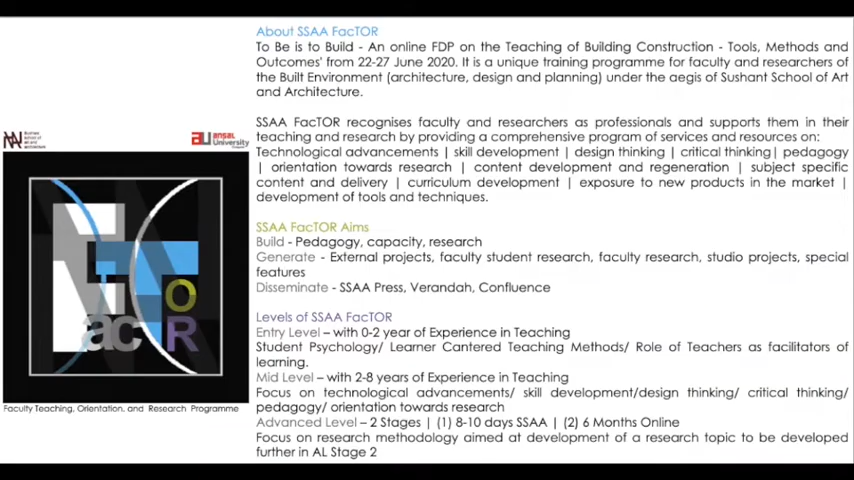 About SSAA FacTOR
To Be is to Build - An online FDP on the Teaching of Building Construction - Tools, Methods and
Outcomes' from 22-27 June 2020. It is a unique training programme for faculty and researchers of
the Built Environment (architecture, design and planning) under the aegis of Sushant School of Art
and Architecture.
SSAA FacTOR recognises faculty and researchers as professionals and supports them in their
teaching and research by providing a comprehensive program of services and resources on:
Technological advancements | skill development | design thinking | critical thinking| pedagogy
| orientation towards research | content development and regeneration | subject specific
content and delivery | curriculum development | exposure to new products in the market |
development of tools and techniques.
SSAA FacTOR Aims
Build - Pedagogy, capacity, research
Generate - External projects, faculty student research, faculty research, studio projects, special
features
Disseminate - SSAA Press, Verandah, Confluence
Levels of SSAA FacTOR
Entry Level – with 0-2 year of Experience in Teaching
Student Psychology/ Learner Cantered Teaching Methods/ Role of Teachers as facilitators of
learning.
Mid Level – with 2-8 years of Experience in Teaching
Focus on technological advancements/ skill development/design thinking/ critical thinking/
pedagogy/ orientation towards research
Advanced Level – 2 Stages | (1) 8-10 days SSAA | (2) 6 Months Online
Focus on research methodology aimed at development of a research topic to be developed
further in AL Stage 2
ansal
University
FacTOR
Faculty Teaching, Orientation, and Research Programme